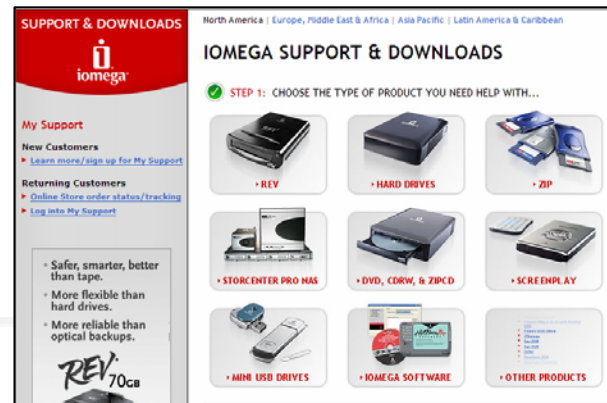 SUPPORT & DOWNLOADS
iomega
My Support
New Customers
Learn more/sign up for My Support
Returning Customers
Online Store order status/tracking
Log into My Support
Safer, smarter, better
than tape.
More flexible than
hard drives.
More reliable than
optical backups.
REV 70GB
North America | Europe, Middle East & Africa | Asia Pacific | Latin America & Caribbean
IOMEGA SUPPORT & DOWNLOADS
STEP 1: CHOOSE THE TYPE OF PRODUCT YOU NEED HELP WITH...
REV
HARD DRIVES
ZIP
STORCENTER PRO NAS
DVD, CDRW, & ZIPCD
SCREENPLAY
MINI USB DRIVES
IOMEGA SOFTWARE
OTHER PRODUCTS